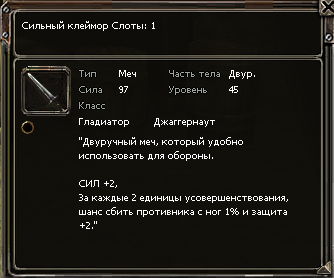 Сильный клеймор Слоты: 1
Тип Меч Часть тела Двур.
Сила 97 Уровень 45
Класс
Гладиатор Джаггернаут
"Двуручный меч, который удобно
использовать для обороны.
СИЛ +2,
За каждые 2 единицы усовершенствования,
шанс сбить противника с ног 1% и защита
+2."